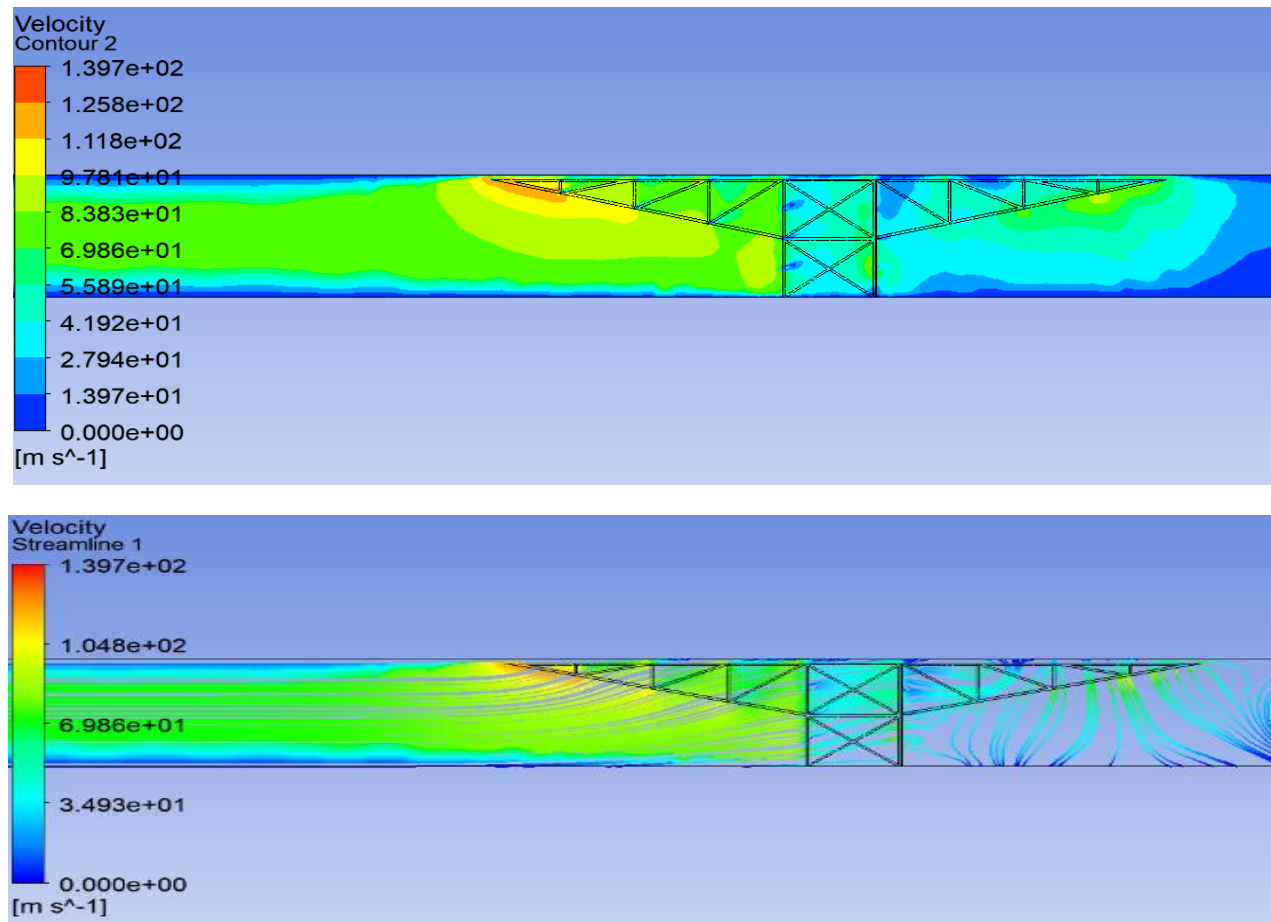 Velocity
Contour 2
1.397e+02
1.258e+02
1.118e+02
9.781e+01
8.383e+01
6.986e+01
5.589e+01
4.192e+01
2.794e+01
1.397e+01
0.000e+00
[m s^-1]
Velocity
Streamline 1
1.397e+02
1.048e+02
6.986e+01
3.493e+01
0.000e+00
[m s^-1]